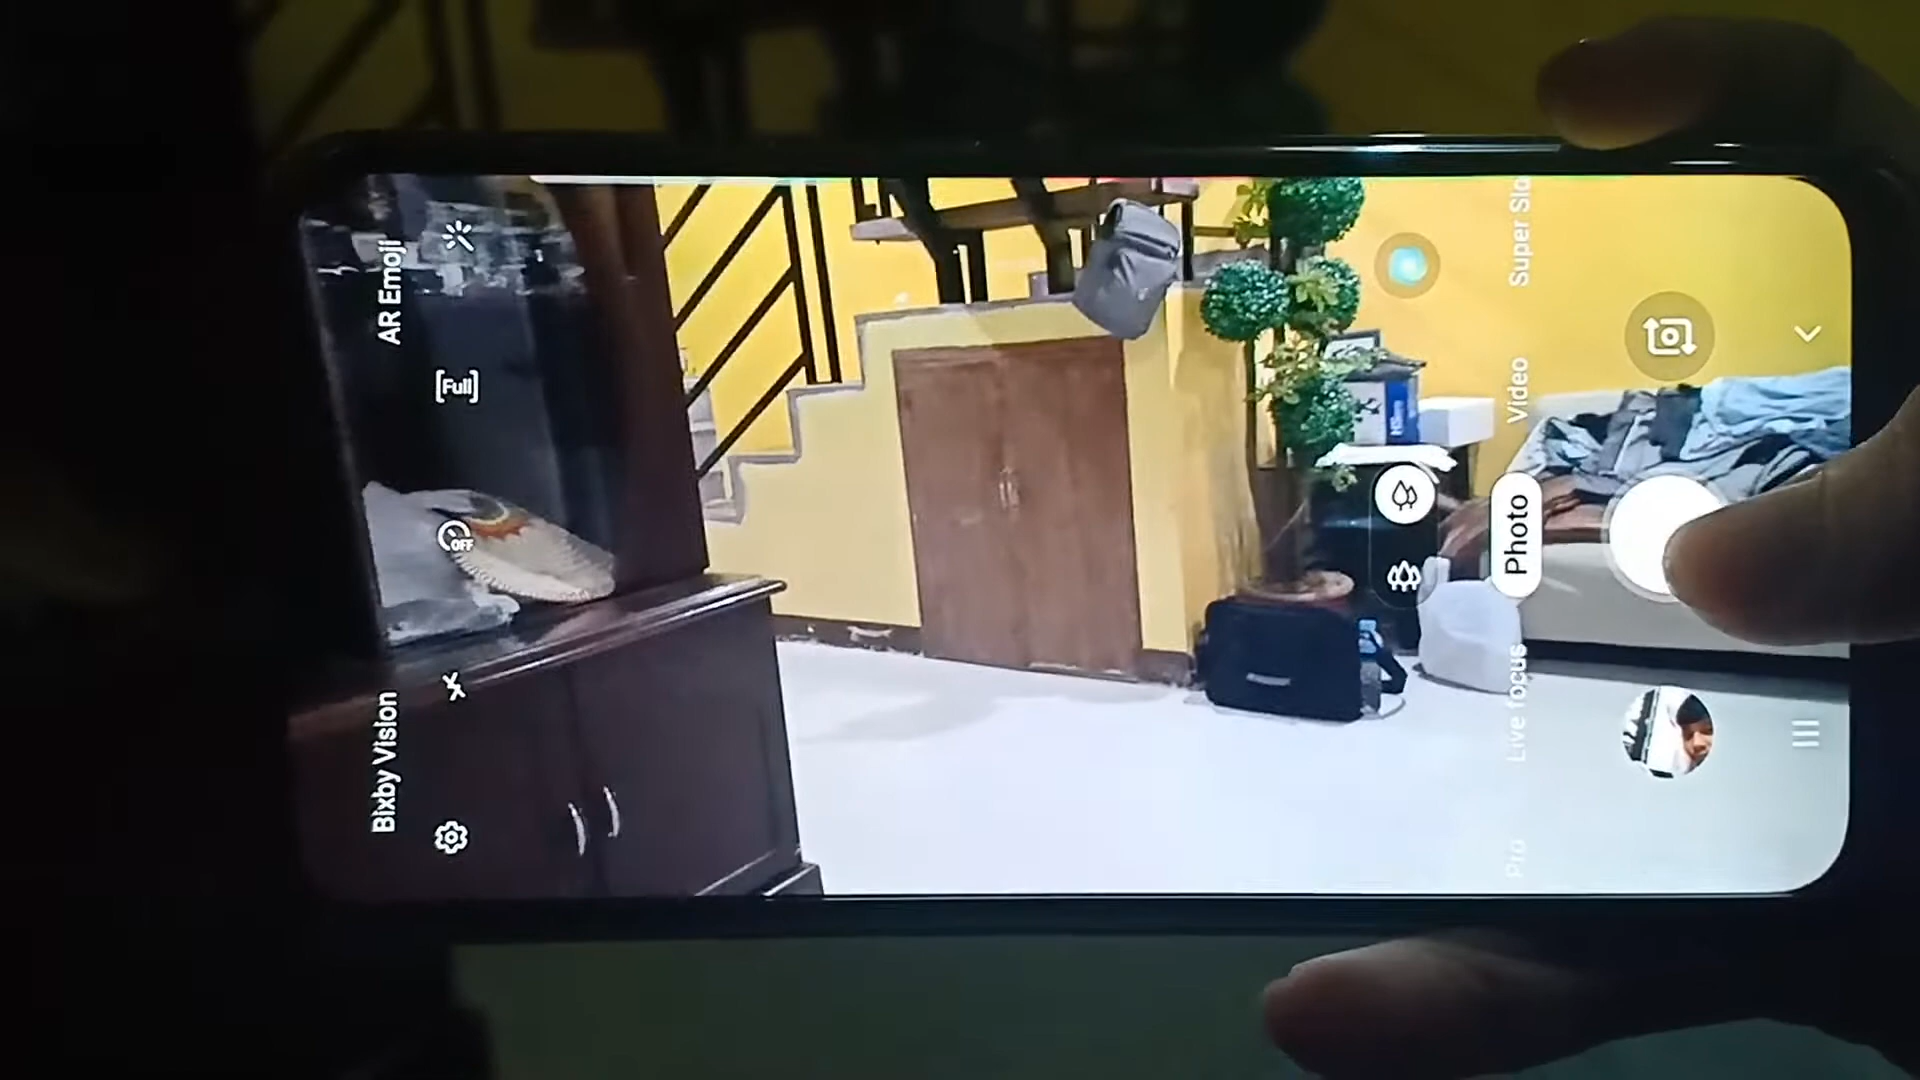 Bixby Vision
AR Emoji
[Full]
OFF
Pro
Live focus
Photo
Video
Super Slo